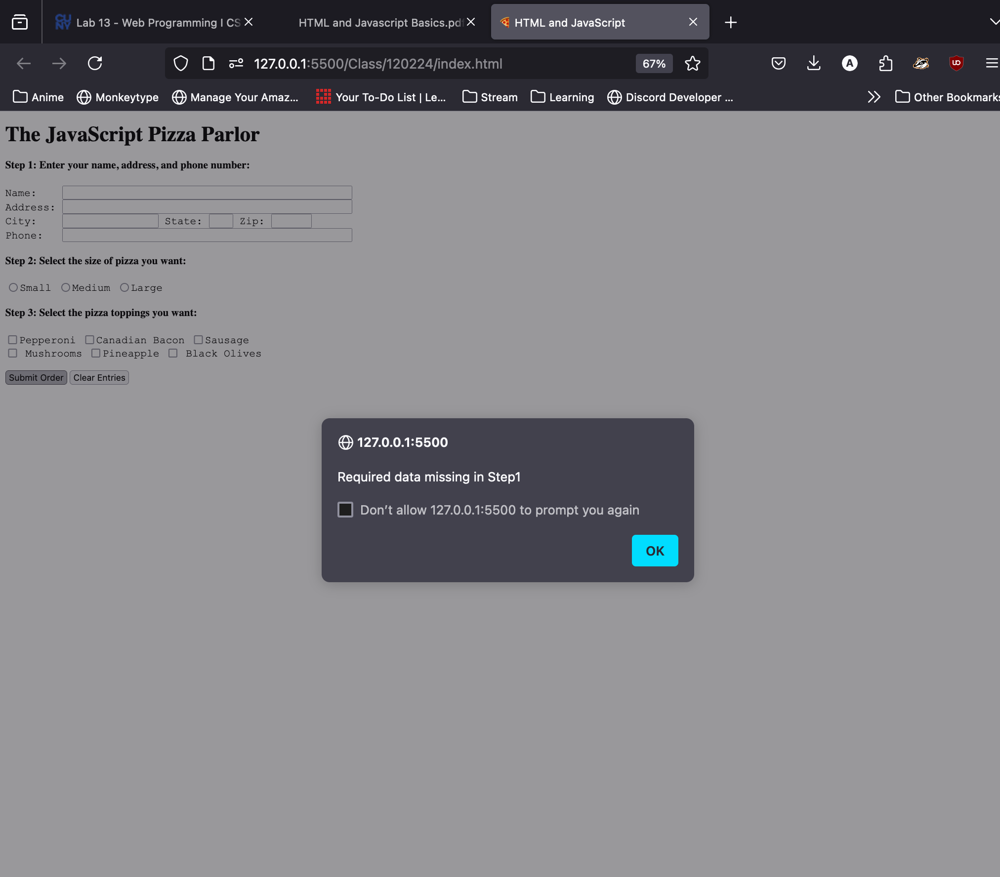 Lab 13 - Web Programming I CS
HTML and Javascript Basics.pdf
HTML and JavaScript
127.0.0.1:5500/Class/120224/index.html
67%
Anime
Monkeytype
Manage Your Amaz...
Your To-Do List | Le...
Stream
Learning
Discord Developer ...
Other Bookmarks
The JavaScript Pizza Parlor
Step 1: Enter your name, address, and phone number:
Name:
Address:
City: State: Zip:
Phone:
Step 2: Select the size of pizza you want:
Small Medium Large
Step 3: Select the pizza toppings you want:
Pepperoni Canadian Bacon Sausage
Mushrooms Pineapple Black Olives
Submit Order Clear Entries
127.0.0.1:5500
Required data missing in Step1
Don’t allow 127.0.0.1:5500 to prompt you again
OK